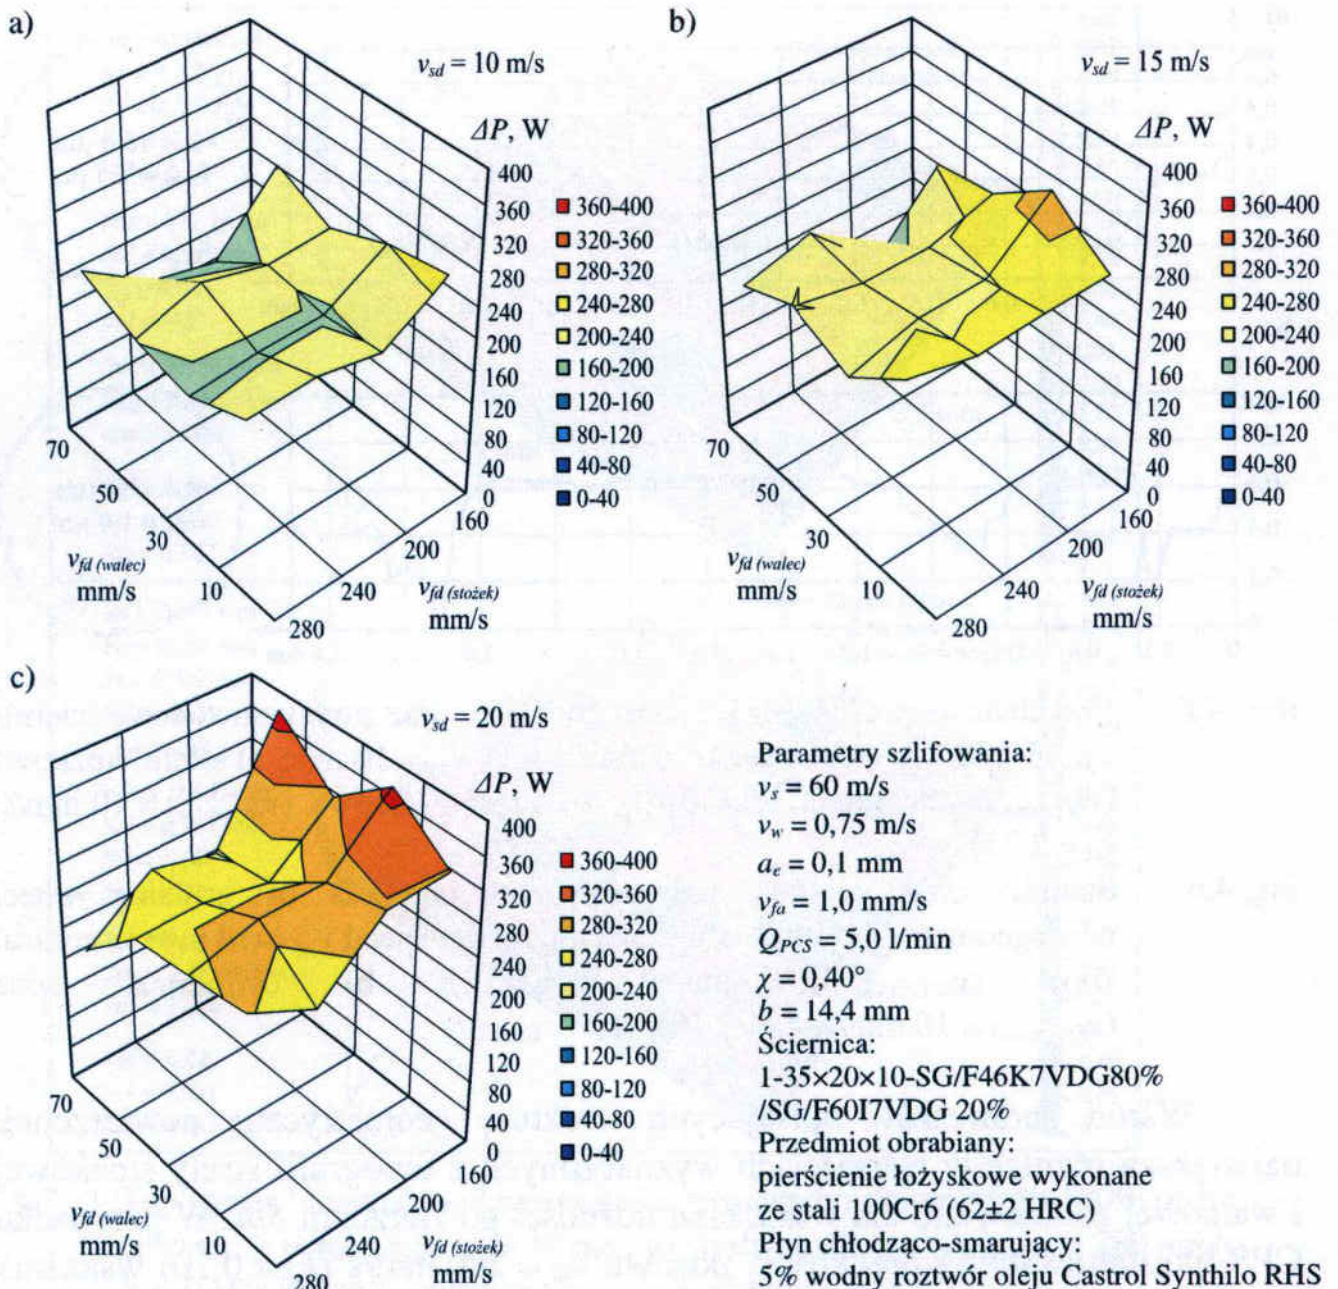 a)
v_sd = 10 m/s
ΔP, W
400
360
320
280
240
200
160
120
80
40
0
360-400
320-360
280-320
240-280
200-240
160-200
120-160
80-120
40-80
0-40
70
50
30
10
v_fd (walec)
mm/s
160
200
240
280
v_fd (stożek)
mm/s
b)
v_sd = 15 m/s
ΔP, W
400
360
320
280
240
200
160
120
80
40
0
360-400
320-360
280-320
240-280
200-240
160-200
120-160
80-120
40-80
0-40
70
50
30
10
v_fd (walec)
mm/s
160
200
240
280
v_fd (stożek)
mm/s
c)
v_sd = 20 m/s
ΔP, W
400
360
320
280
240
200
160
120
80
40
0
360-400
320-360
280-320
240-280
200-240
160-200
120-160
80-120
40-80
0-40
70
50
30
10
v_fd (walec)
mm/s
160
200
240
280
v_fd (stożek)
mm/s
Parametry szlifowania:
v_s = 60 m/s
v_w = 0,75 m/s
a_e = 0,1 mm
v_fa = 1,0 mm/s
Q_PCS = 5,0 l/min
χ = 0,40°
b = 14,4 mm
Ściernica:
1-35×20×10-SG/F46K7VDG80%
/SG/F60I7VDG 20%
Przedmiot obrabiany:
pierścienie łożyskowe wykonane
ze stali 100Cr6 (62±2 HRC)
Płyn chłodząco-smarujący:
5% wodny roztwór oleju Castrol Synthilo RHS